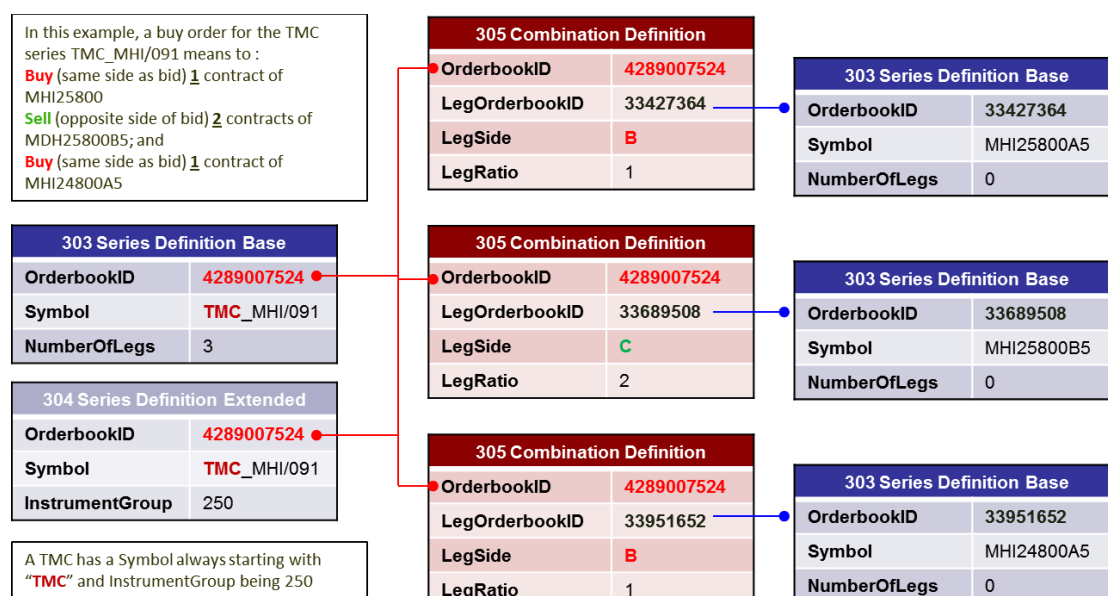 In this example, a buy order for the TMC
series TMC_MHI/091 means to :
Buy (same side as bid) 1 contract of
MHI25800
Sell (opposite side of bid) 2 contracts of
MDH25800B5; and
Buy (same side as bid) 1 contract of
MHI24800A5
303 Series Definition Base
OrderbookID 4289007524
Symbol TMC_MHI/091
NumberOfLegs 3
304 Series Definition Extended
OrderbookID 4289007524
Symbol TMC_MHI/091
InstrumentGroup 250
A TMC has a Symbol always starting with
“TMC” and InstrumentGroup being 250
305 Combination Definition
OrderbookID 4289007524
LegOrderbookID 33427364
LegSide B
LegRatio 1
305 Combination Definition
OrderbookID 4289007524
LegOrderbookID 33689508
LegSide C
LegRatio 2
305 Combination Definition
OrderbookID 4289007524
LegOrderbookID 33951652
LegSide B
LegRatio 1
303 Series Definition Base
OrderbookID 33427364
Symbol MHI25800A5
NumberOfLegs 0
303 Series Definition Base
OrderbookID 33689508
Symbol MHI25800B5
NumberOfLegs 0
303 Series Definition Base
OrderbookID 33951652
Symbol MHI24800A5
NumberOfLegs 0